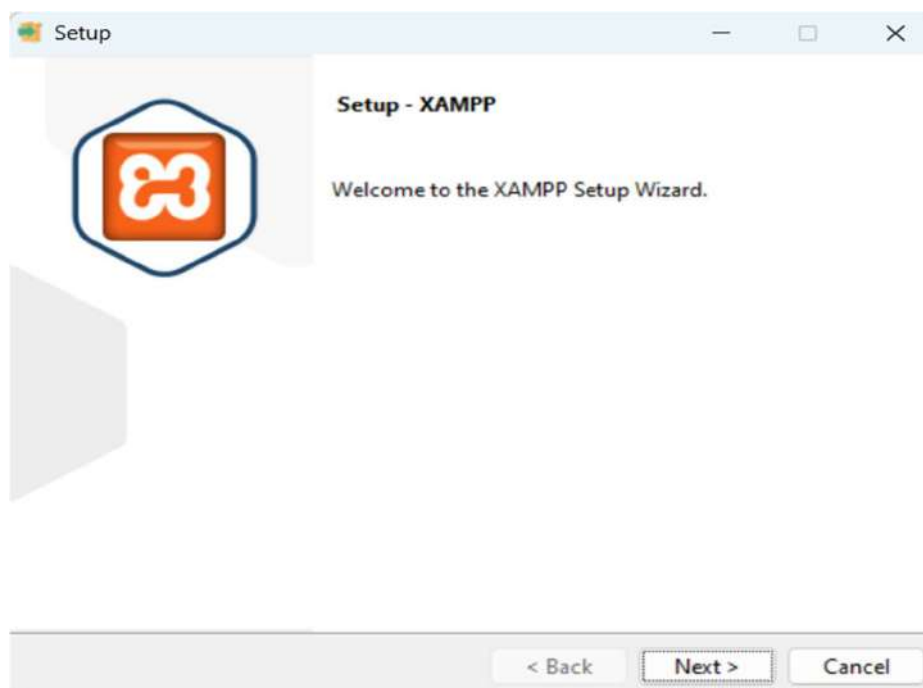 Setup
Setup - XAMPP
Welcome to the XAMPP Setup Wizard.
< Back
Next >
Cancel